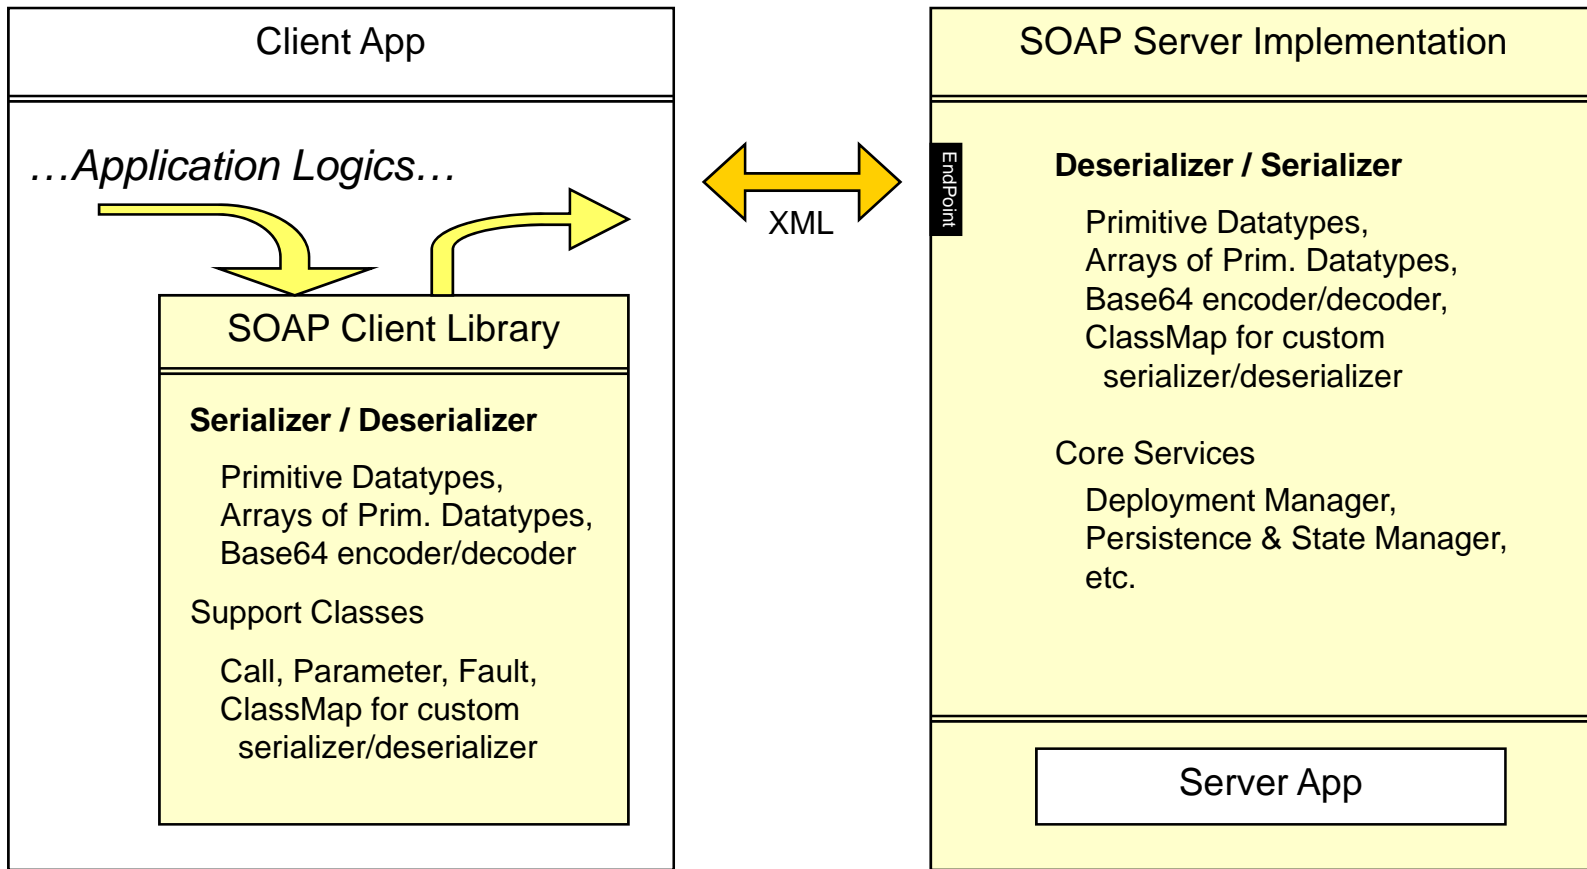 Client App
…Application Logics…
SOAP Client Library
Serializer / Deserializer
Primitive Datatypes,
Arrays of Prim. Datatypes,
Base64 encoder/decoder
Support Classes
Call, Parameter, Fault,
ClassMap for custom
serializer/deserializer
XML
SOAP Server Implementation
EndPoint
Deserializer / Serializer
Primitive Datatypes,
Arrays of Prim. Datatypes,
Base64 encoder/decoder,
ClassMap for custom
serializer/deserializer
Core Services
Deployment Manager,
Persistence & State Manager,
etc.
Server App